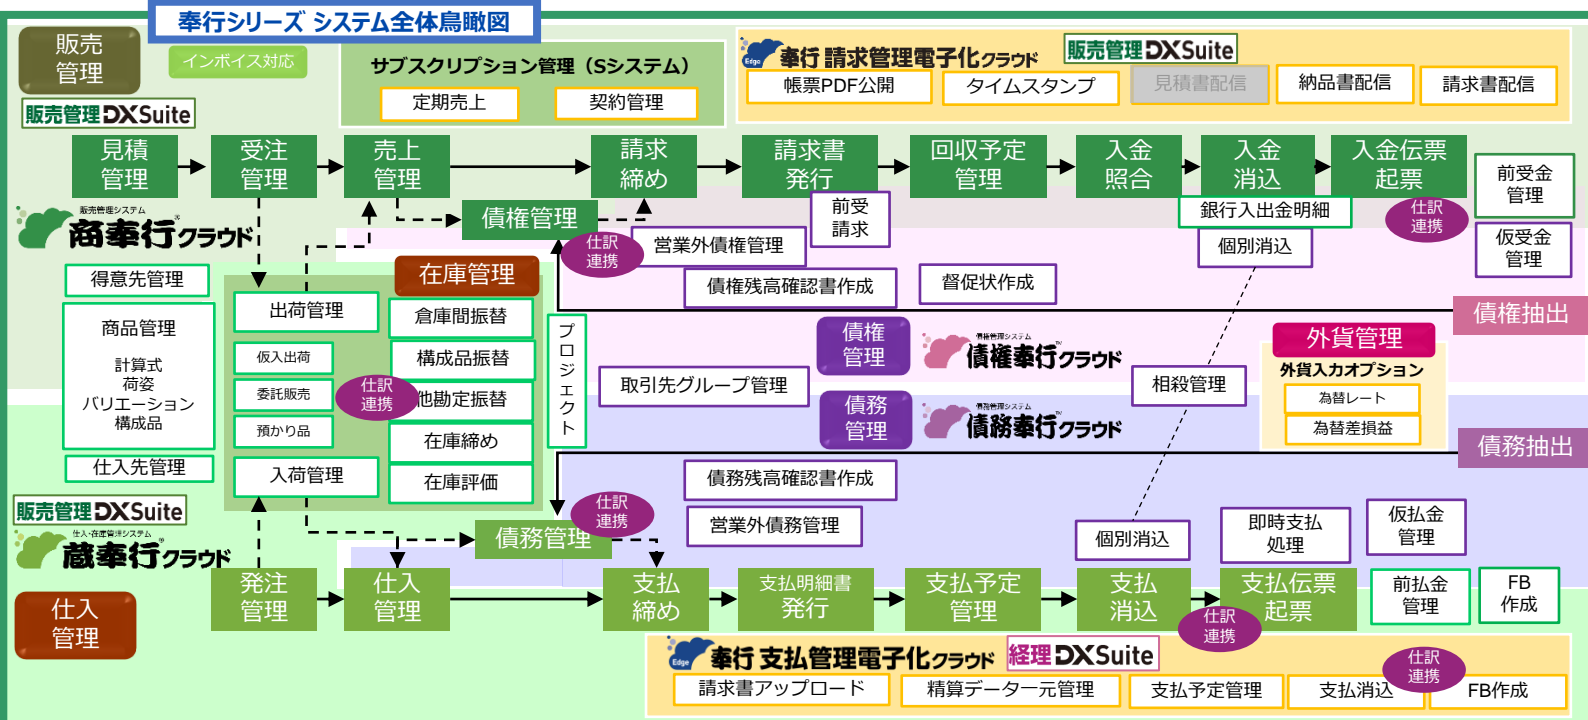 奉行シリーズ システム全体鳥瞰図
販売
管理
インボイス対応
販売管理DXSuite
サブスクリプション管理（Sシステム）
定期売上
契約管理
Edge
奉行 請求管理電子化クラウド
販売管理DXSuite
帳票PDF公開
タイムスタンプ
見積書配信
納品書配信
請求書配信
見積
管理
受注
管理
売上
管理
請求
締め
請求書
発行
回収予定
管理
入金
照合
入金
消込
入金伝票
起票
前受金
管理
仮受金
管理
販売管理システム
商奉行クラウド
債権管理
仕訳
連携
営業外債権管理
前受
請求
銀行入出金明細
個別消込
仕訳
連携
債権残高確認書作成
督促状作成
債権抽出
得意先管理
商品管理
計算式
荷姿
バリエーション
構成品
仕入先管理
在庫管理
出荷管理
仮入出荷
委託販売
預かり品
入荷管理
仕訳
連携
倉庫間振替
構成品振替
他勘定振替
在庫締め
在庫評価
プロジェクト
債権
管理
債権管理システム
債権奉行クラウド
取引先グループ管理
債務
管理
債務管理システム
債務奉行クラウド
相殺管理
外貨管理
外貨入力オプション
為替レート
為替差損益
債務抽出
債務残高確認書作成
営業外債務管理
仕訳
連携
債務管理
個別消込
即時支払
処理
仮払金
管理
販売管理DXSuite
仕入・在庫管理システム
蔵奉行クラウド
仕入
管理
発注
管理
仕入
管理
支払
締め
支払明細書
発行
支払予定
管理
支払
消込
支払伝票
起票
仕訳
連携
前払金
管理
FB
作成
Edge
奉行 支払管理電子化クラウド
経理DXSuite
請求書アップロード
精算データ一元管理
支払予定管理
支払消込
仕訳
連携
FB作成